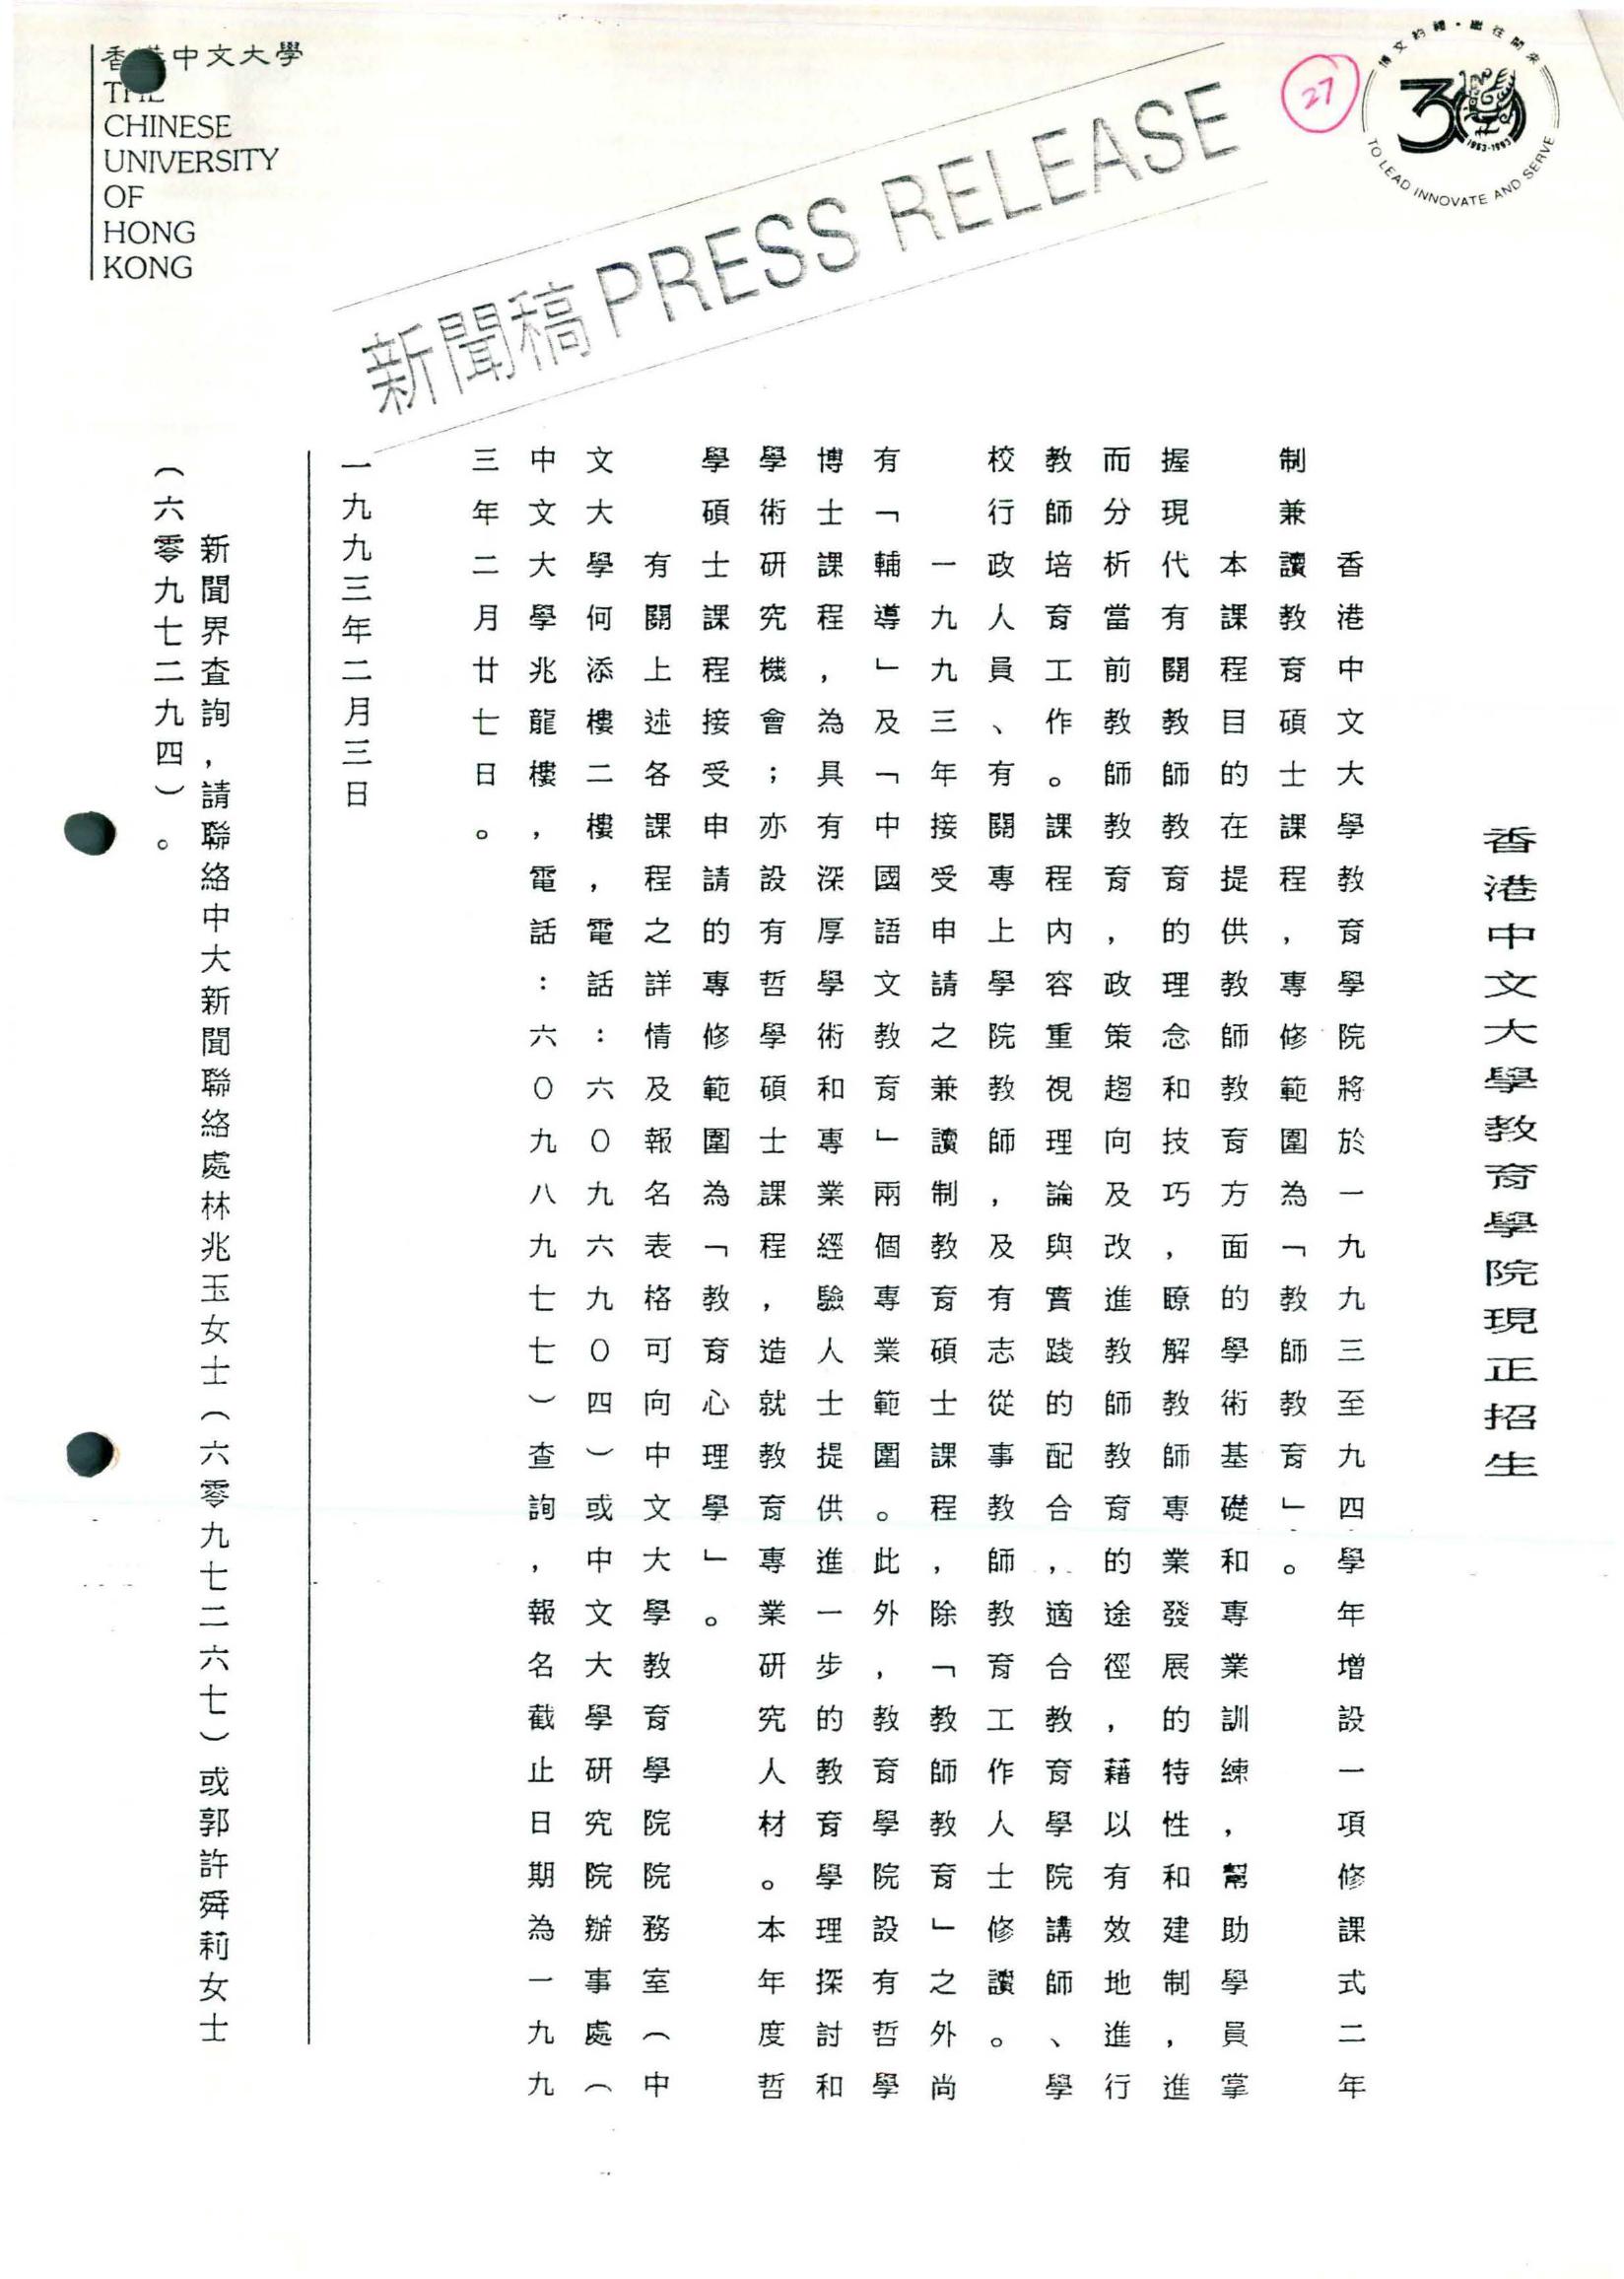 香港中文大學
THE
CHINESE
UNIVERSITY
OF
HONG
KONG
新聞稿 PRESS RELEASE
27
博文約禮·繼往開來
30
1963-1993
TO LEAD INNOVATE AND SERVE
香港中文大學教育學院現正招生
香港中文大學教育學院將於一九九三至九四學年增設一項修課式二年
制兼讀教育碩士課程，專修範圍為「教師教育」。
本課程目的在提供教師教育方面的學術基礎和專業訓練，幫助學員掌
握現代有關教師教育的理念和技巧，瞭解教師專業發展的特性和建制，進
而分析當前教師教育，政策趨向及改進教師教育的途徑，藉以有效地進行
教師培育工作。課程內容重視理論與實踐的配合，適合教育學院講師、學
校行政人員、有關專上學院教師，及有志從事教師教育工作人士修讀。
一九九三年接受申請之兼讀制教育碩士課程，除「教師教育」之外尚
有「輔導」及「中國語文教育」兩個專業範圍。此外，教育學院設有哲學
博士課程，為具有深厚學術和專業經驗人士提供進一步的教育學理探討和
學術研究機會；亦設有哲學碩士課程，造就教育專業研究人材。本年度哲
學碩士課程接受申請的專修範圍為「教育心理學」。
有關上述各課程之詳情及報名表格可向中文大學教育學院院務室（中
文大學何添樓二樓，電話：六〇九六九〇四）或中文大學研究院辦事處（
中文大學兆龍樓，電話：六〇九八九七七）查詢，報名截止日期為一九九
三年二月廿七日。
一九九三年二月三日
新聞界查詢，請聯絡中大新聞聯絡處林兆玉女士（六零九七二六七）或郭許舜莉女士
（六零九七二九四）。